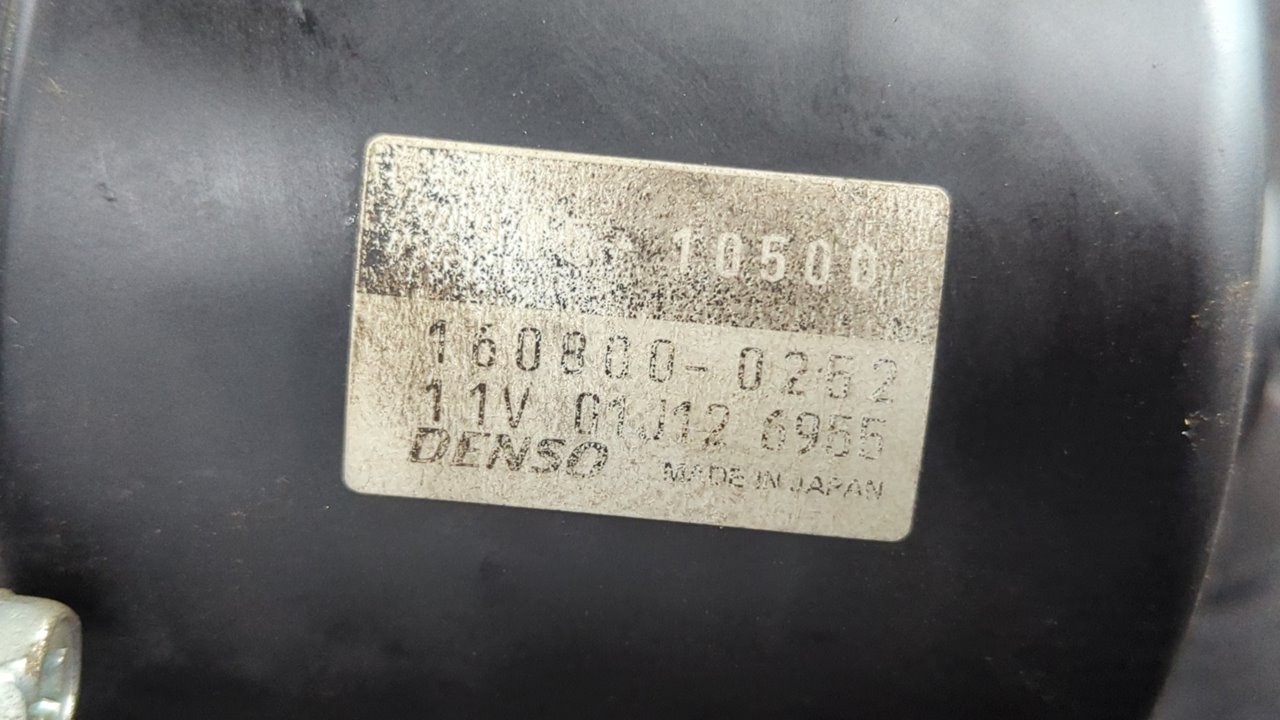 10500
160800-0252
11V 01J12 6955
DENSO MADE IN JAPAN